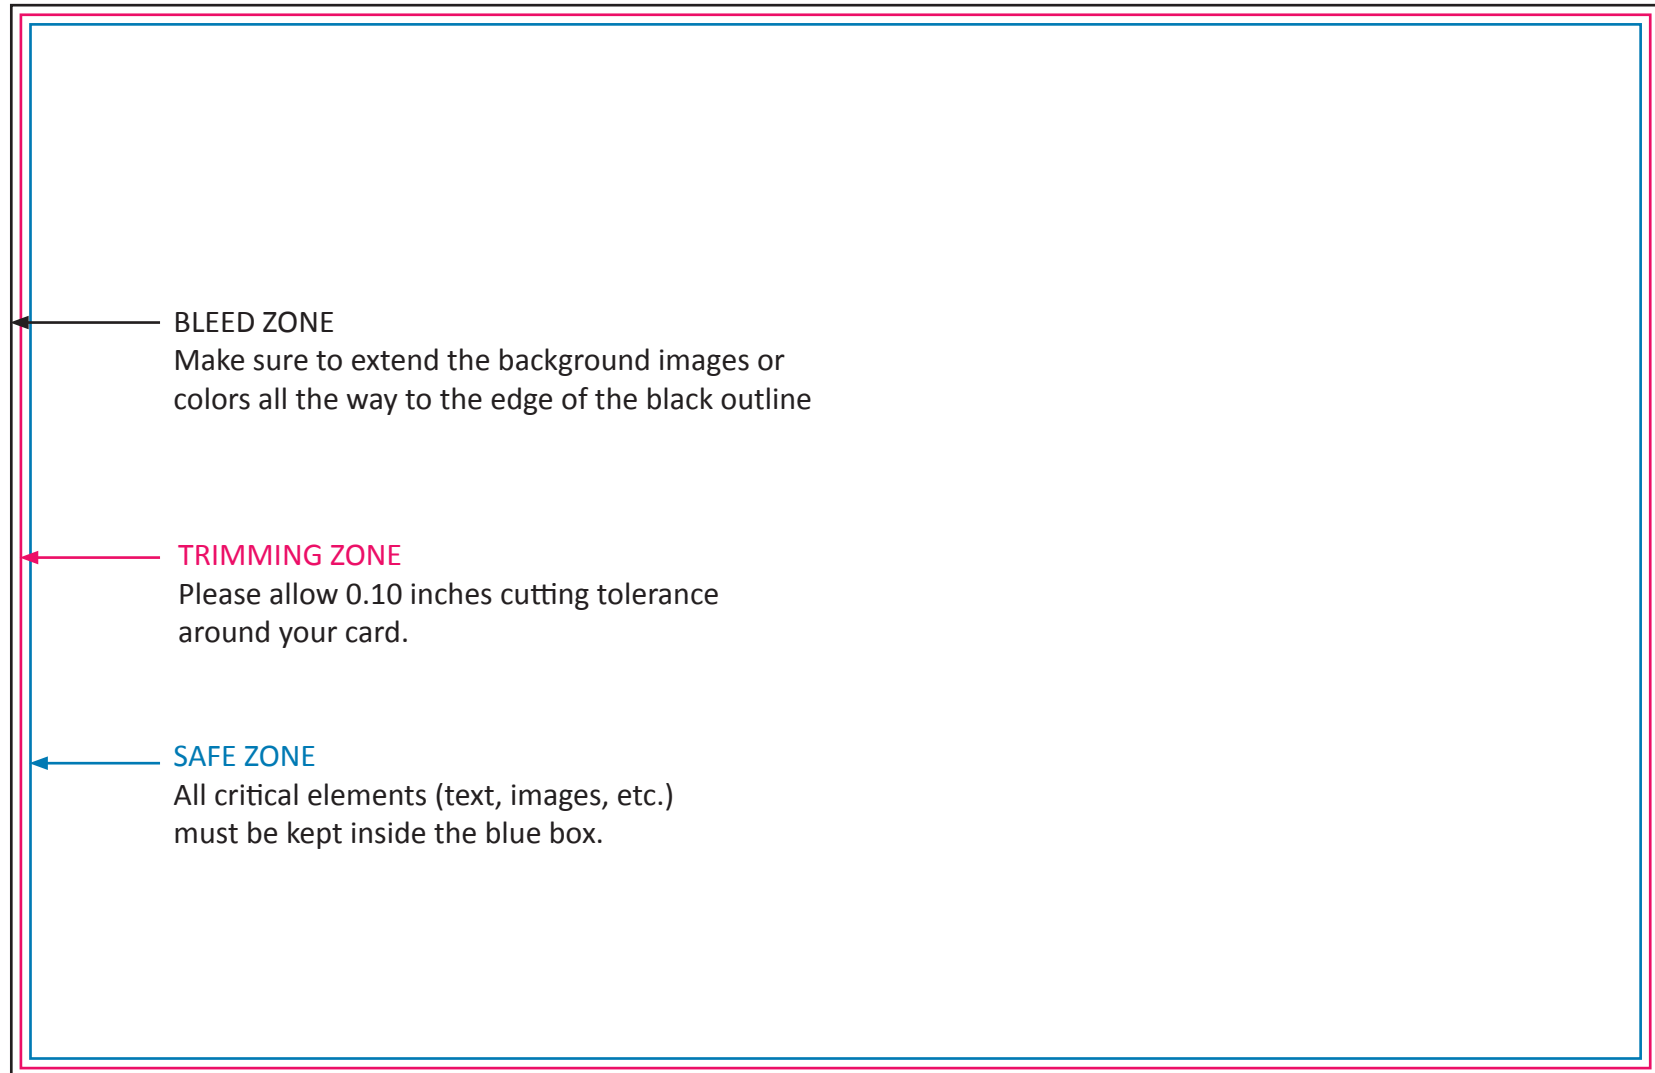 BLEED ZONE
Make sure to extend the background images or
colors all the way to the edge of the black outline
TRIMMING ZONE
Please allow 0.10 inches cutting tolerance
around your card.
SAFE ZONE
All critical elements (text, images, etc.)
must be kept inside the blue box.